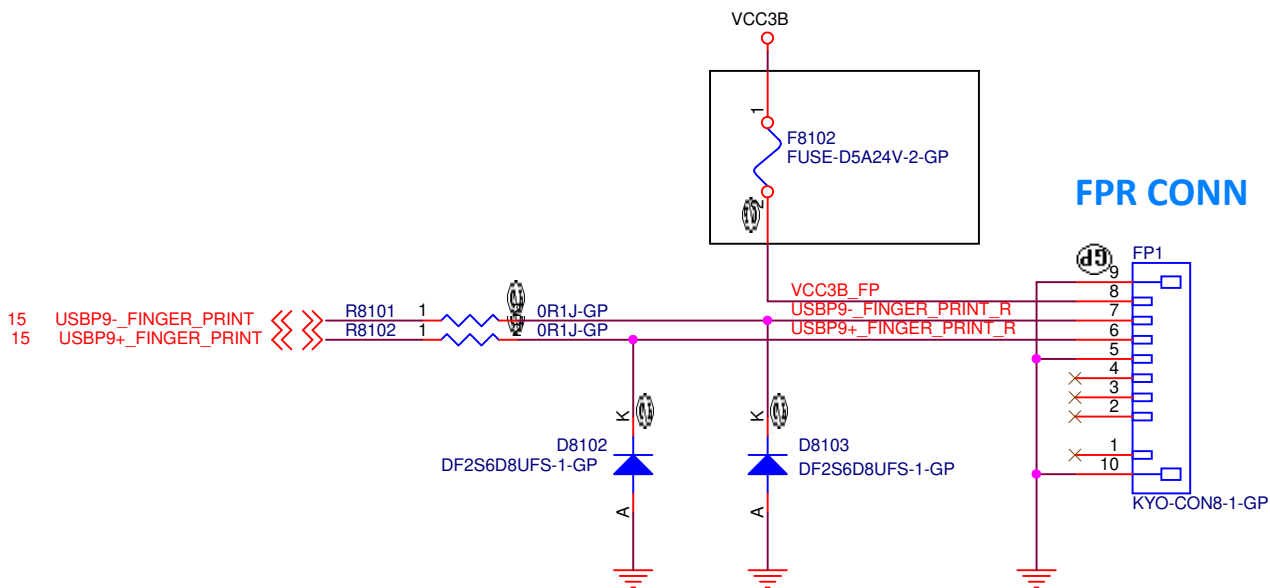 VCC3B
1
F8102
FUSE-D5A24V-2-GP
2
FPR CONN
GP
FP1
9
VCC3B_FP
8
15 USBP9-_FINGER_PRINT R8101 1 0R1J-GP USBP9-_FINGER_PRINT_R 7
15 USBP9+_FINGER_PRINT R8102 1 0R1J-GP USBP9+_FINGER_PRINT_R 6
5
4
3
2
K K
D8102 D8103
1
DF2S6D8UFS-1-GP DF2S6D8UFS-1-GP
10
KYO-CON8-1-GP
A A